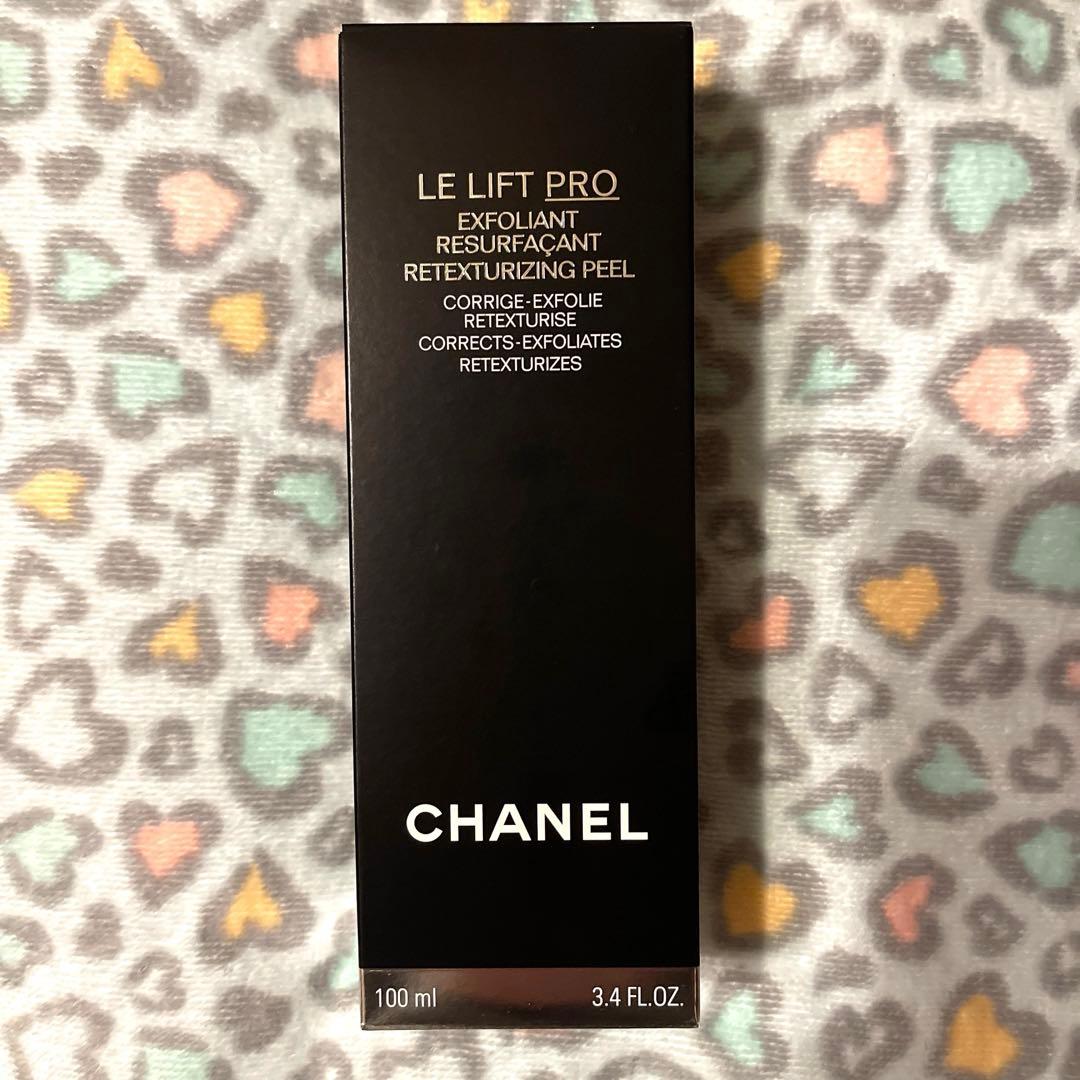 LE LIFT PRO
EXFOLIANT
RESURFAÇANT
RETEXTURIZING PEEL
CORRIGE-EXFOLIE
RETEXTURISE
CORRECTS-EXFOLIATES
RETEXTURIZES
CHANEL
100 ml 3.4 FL.OZ.